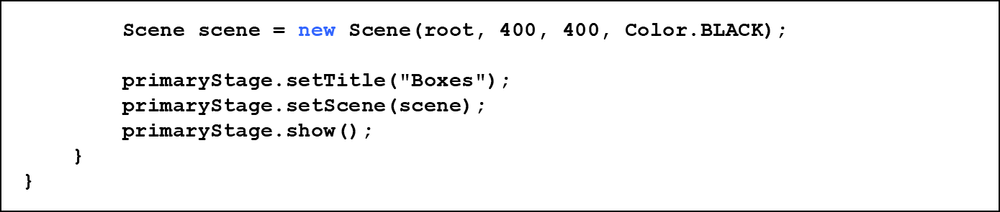 Scene scene = new Scene(root, 400, 400, Color.BLACK);
primaryStage.setTitle("Boxes");
primaryStage.setScene(scene);
primaryStage.show();
}
}